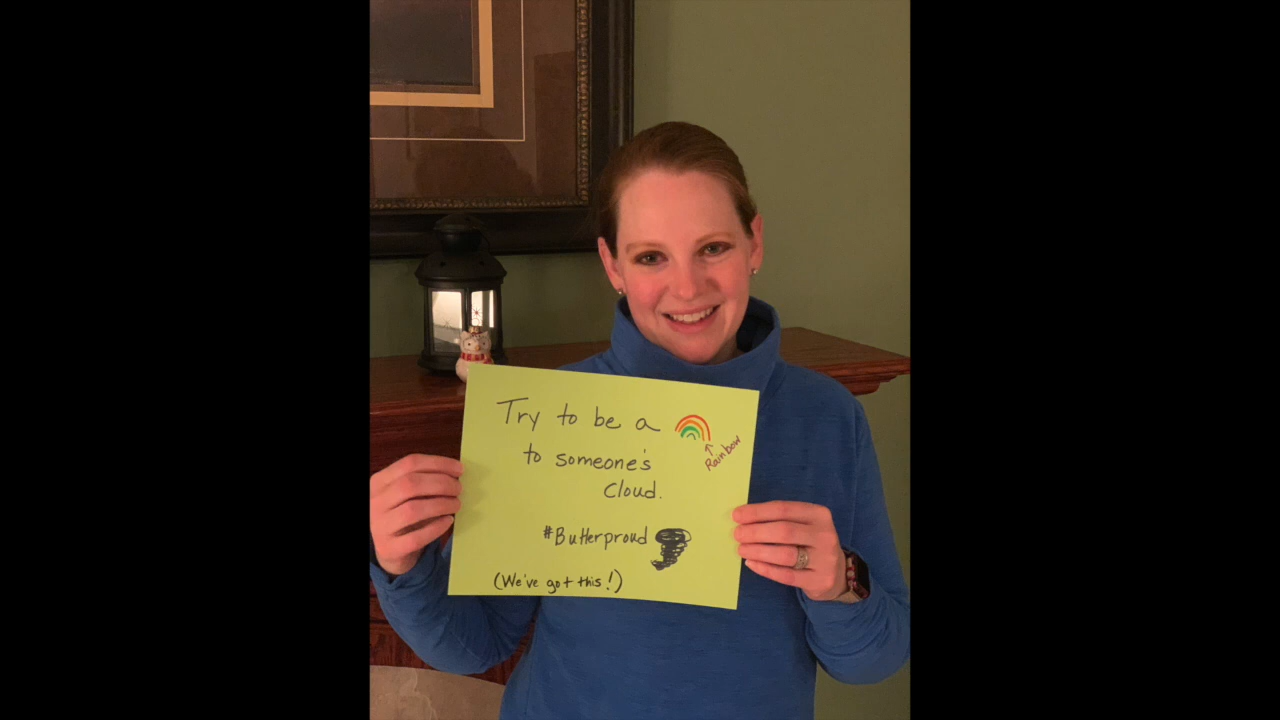 Try to be a
Rainbow
to someone's
Cloud.
#Butlerproud
(We've got this!)